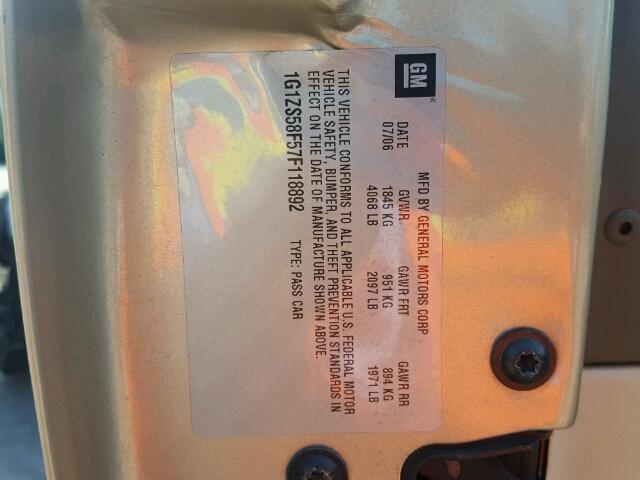 GM
®
MFD BY GENERAL MOTORS CORP
DATE GVWR GAWR FRT GAWR RR
07/06 1845 KG 951 KG 894 KG
4068 LB 2097 LB 1971 LB
THIS VEHICLE CONFORMS TO ALL APPLICABLE U.S. FEDERAL MOTOR
VEHICLE SAFETY, BUMPER, AND THEFT PREVENTION STANDARDS IN
EFFECT ON THE DATE OF MANUFACTURE SHOWN ABOVE.
1G1ZS58F57F118892 TYPE: PASS CAR